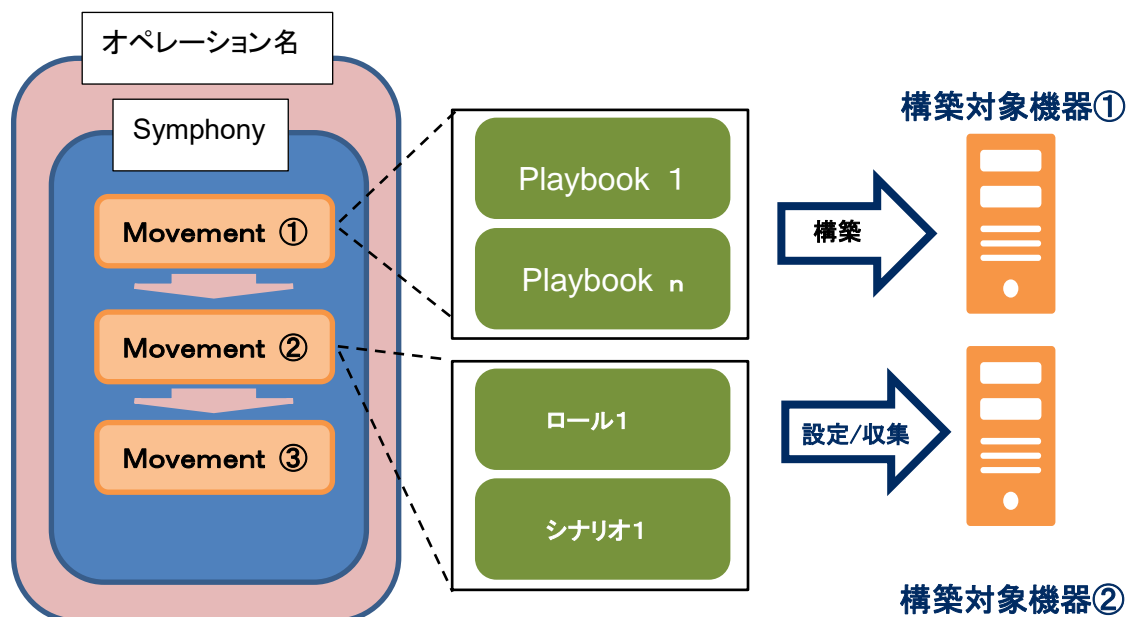 オペレーション名
Symphony
Movement ①
Movement ②
Movement ③
Playbook １
Playbook ｎ
ロール1
シナリオ1
構築
設定/収集
構築対象機器①
構築対象機器②